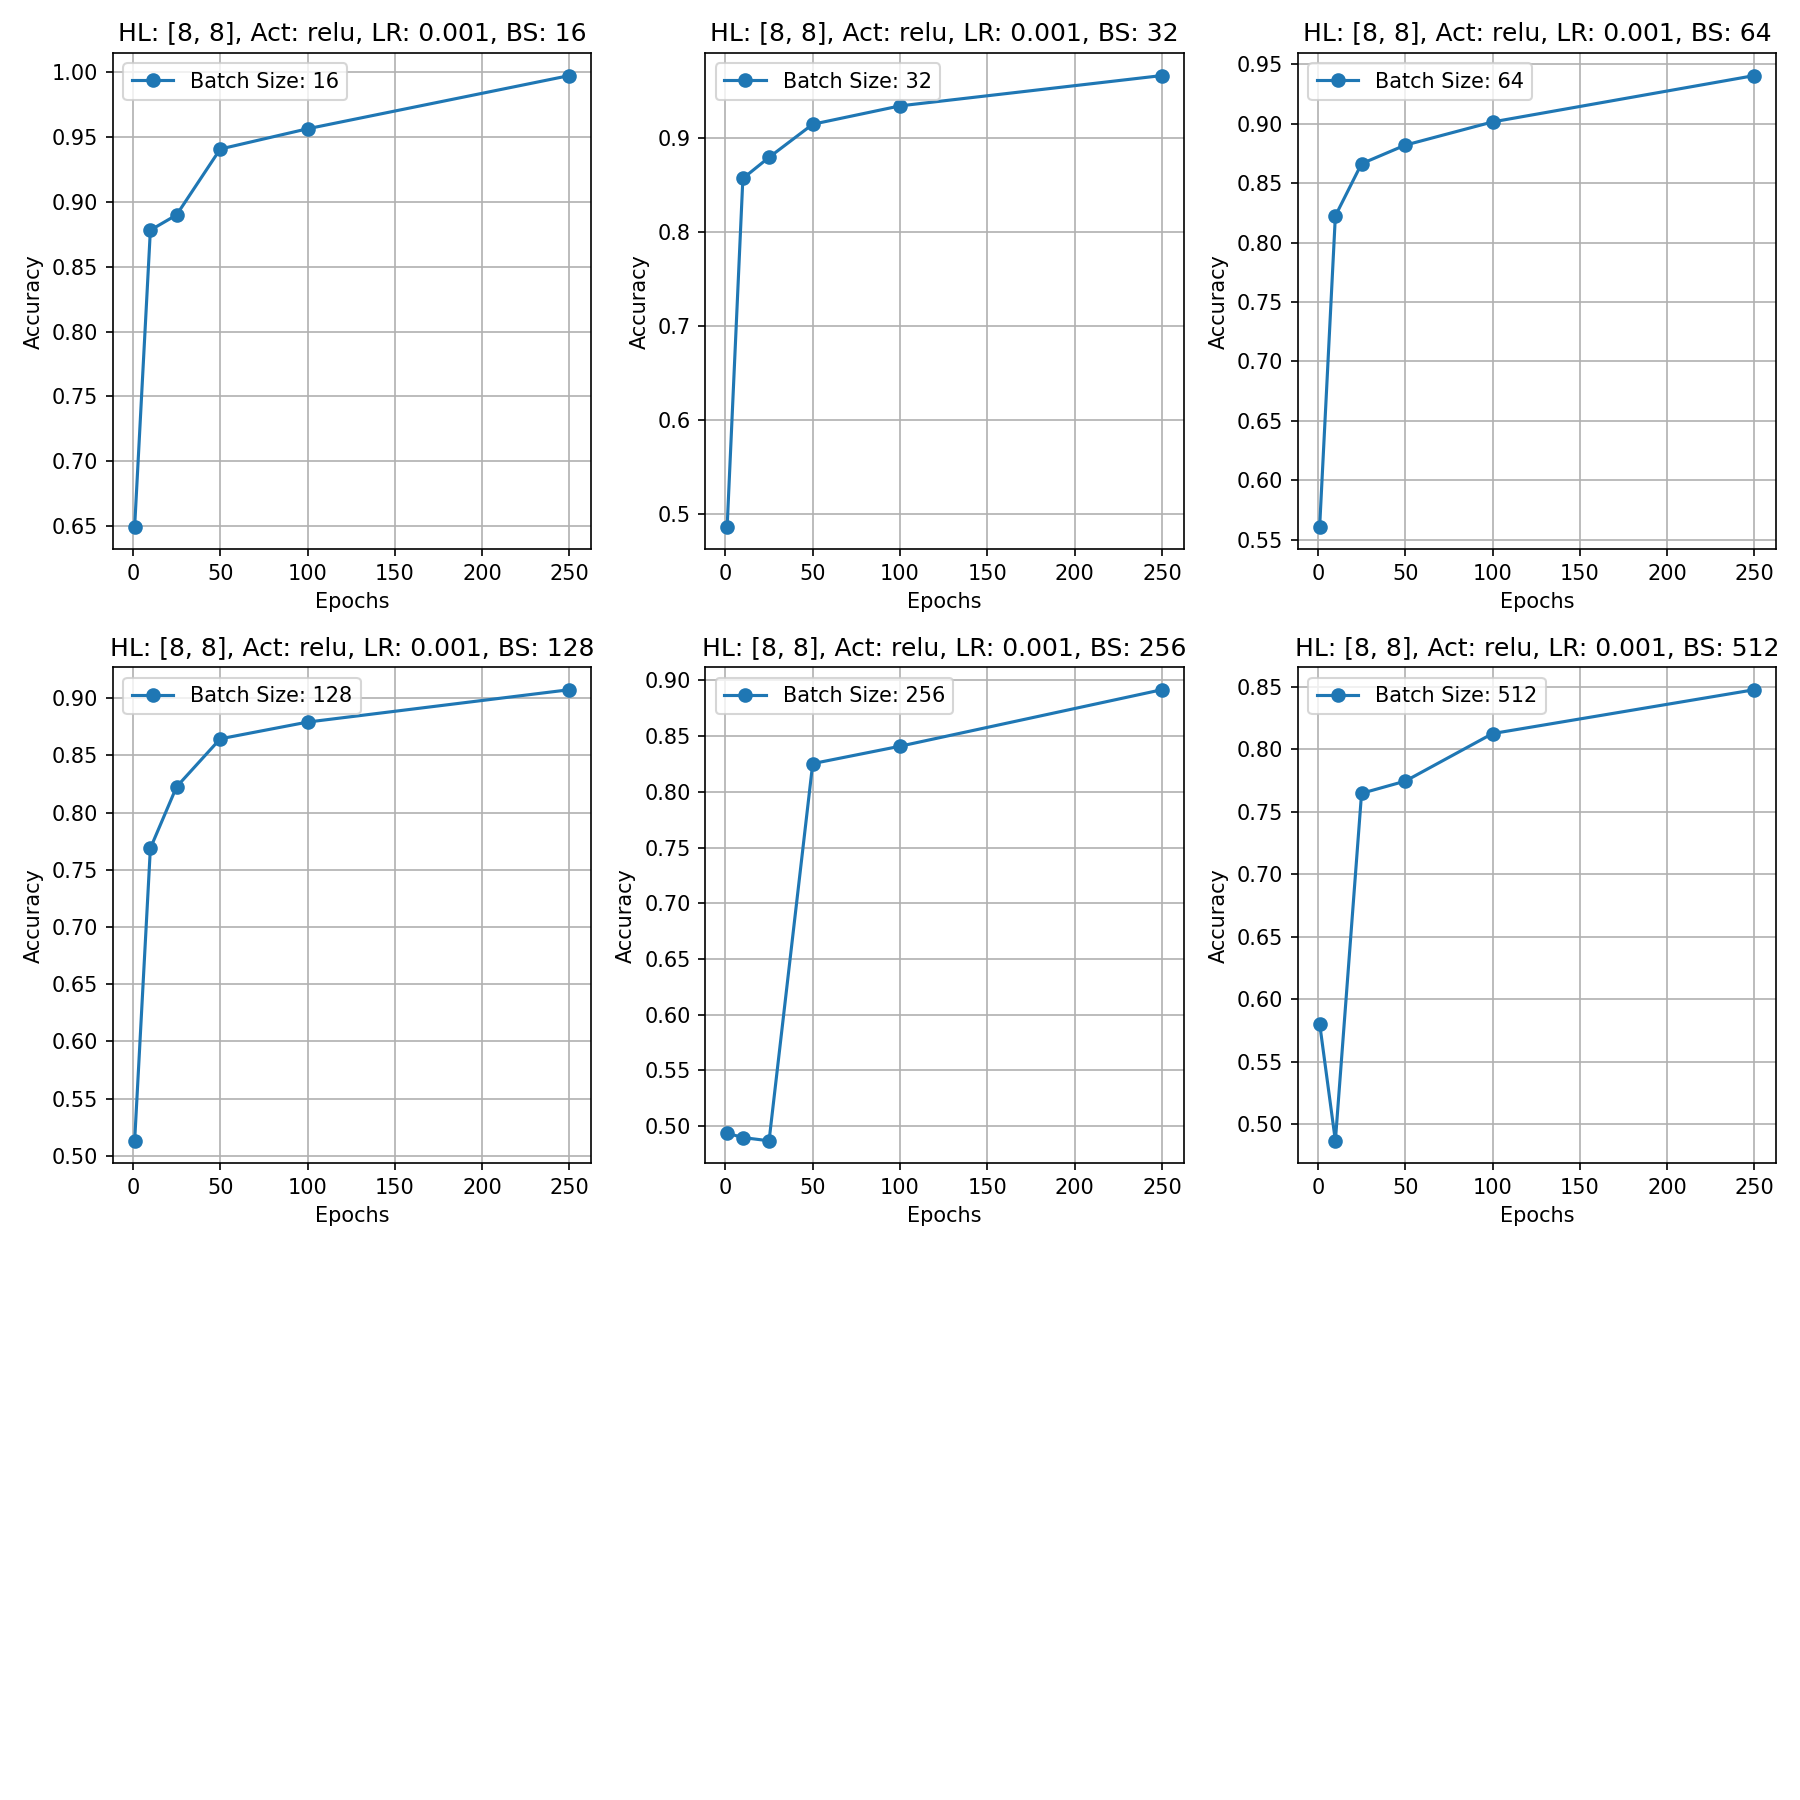 HL: [8, 8], Act: relu, LR: 0.001, BS: 16
Batch Size: 16
Accuracy
1.00
0.95
0.90
0.85
0.80
0.75
0.70
0.65
0 50 100 150 200 250
Epochs
HL: [8, 8], Act: relu, LR: 0.001, BS: 32
Batch Size: 32
Accuracy
0.9
0.8
0.7
0.6
0.5
0 50 100 150 200 250
Epochs
HL: [8, 8], Act: relu, LR: 0.001, BS: 64
Batch Size: 64
Accuracy
0.95
0.90
0.85
0.80
0.75
0.70
0.65
0.60
0.55
0 50 100 150 200 250
Epochs
HL: [8, 8], Act: relu, LR: 0.001, BS: 128
Batch Size: 128
Accuracy
0.90
0.85
0.80
0.75
0.70
0.65
0.60
0.55
0.50
0 50 100 150 200 250
Epochs
HL: [8, 8], Act: relu, LR: 0.001, BS: 256
Batch Size: 256
Accuracy
0.90
0.85
0.80
0.75
0.70
0.65
0.60
0.55
0.50
0 50 100 150 200 250
Epochs
HL: [8, 8], Act: relu, LR: 0.001, BS: 512
Batch Size: 512
Accuracy
0.85
0.80
0.75
0.70
0.65
0.60
0.55
0.50
0 50 100 150 200 250
Epochs